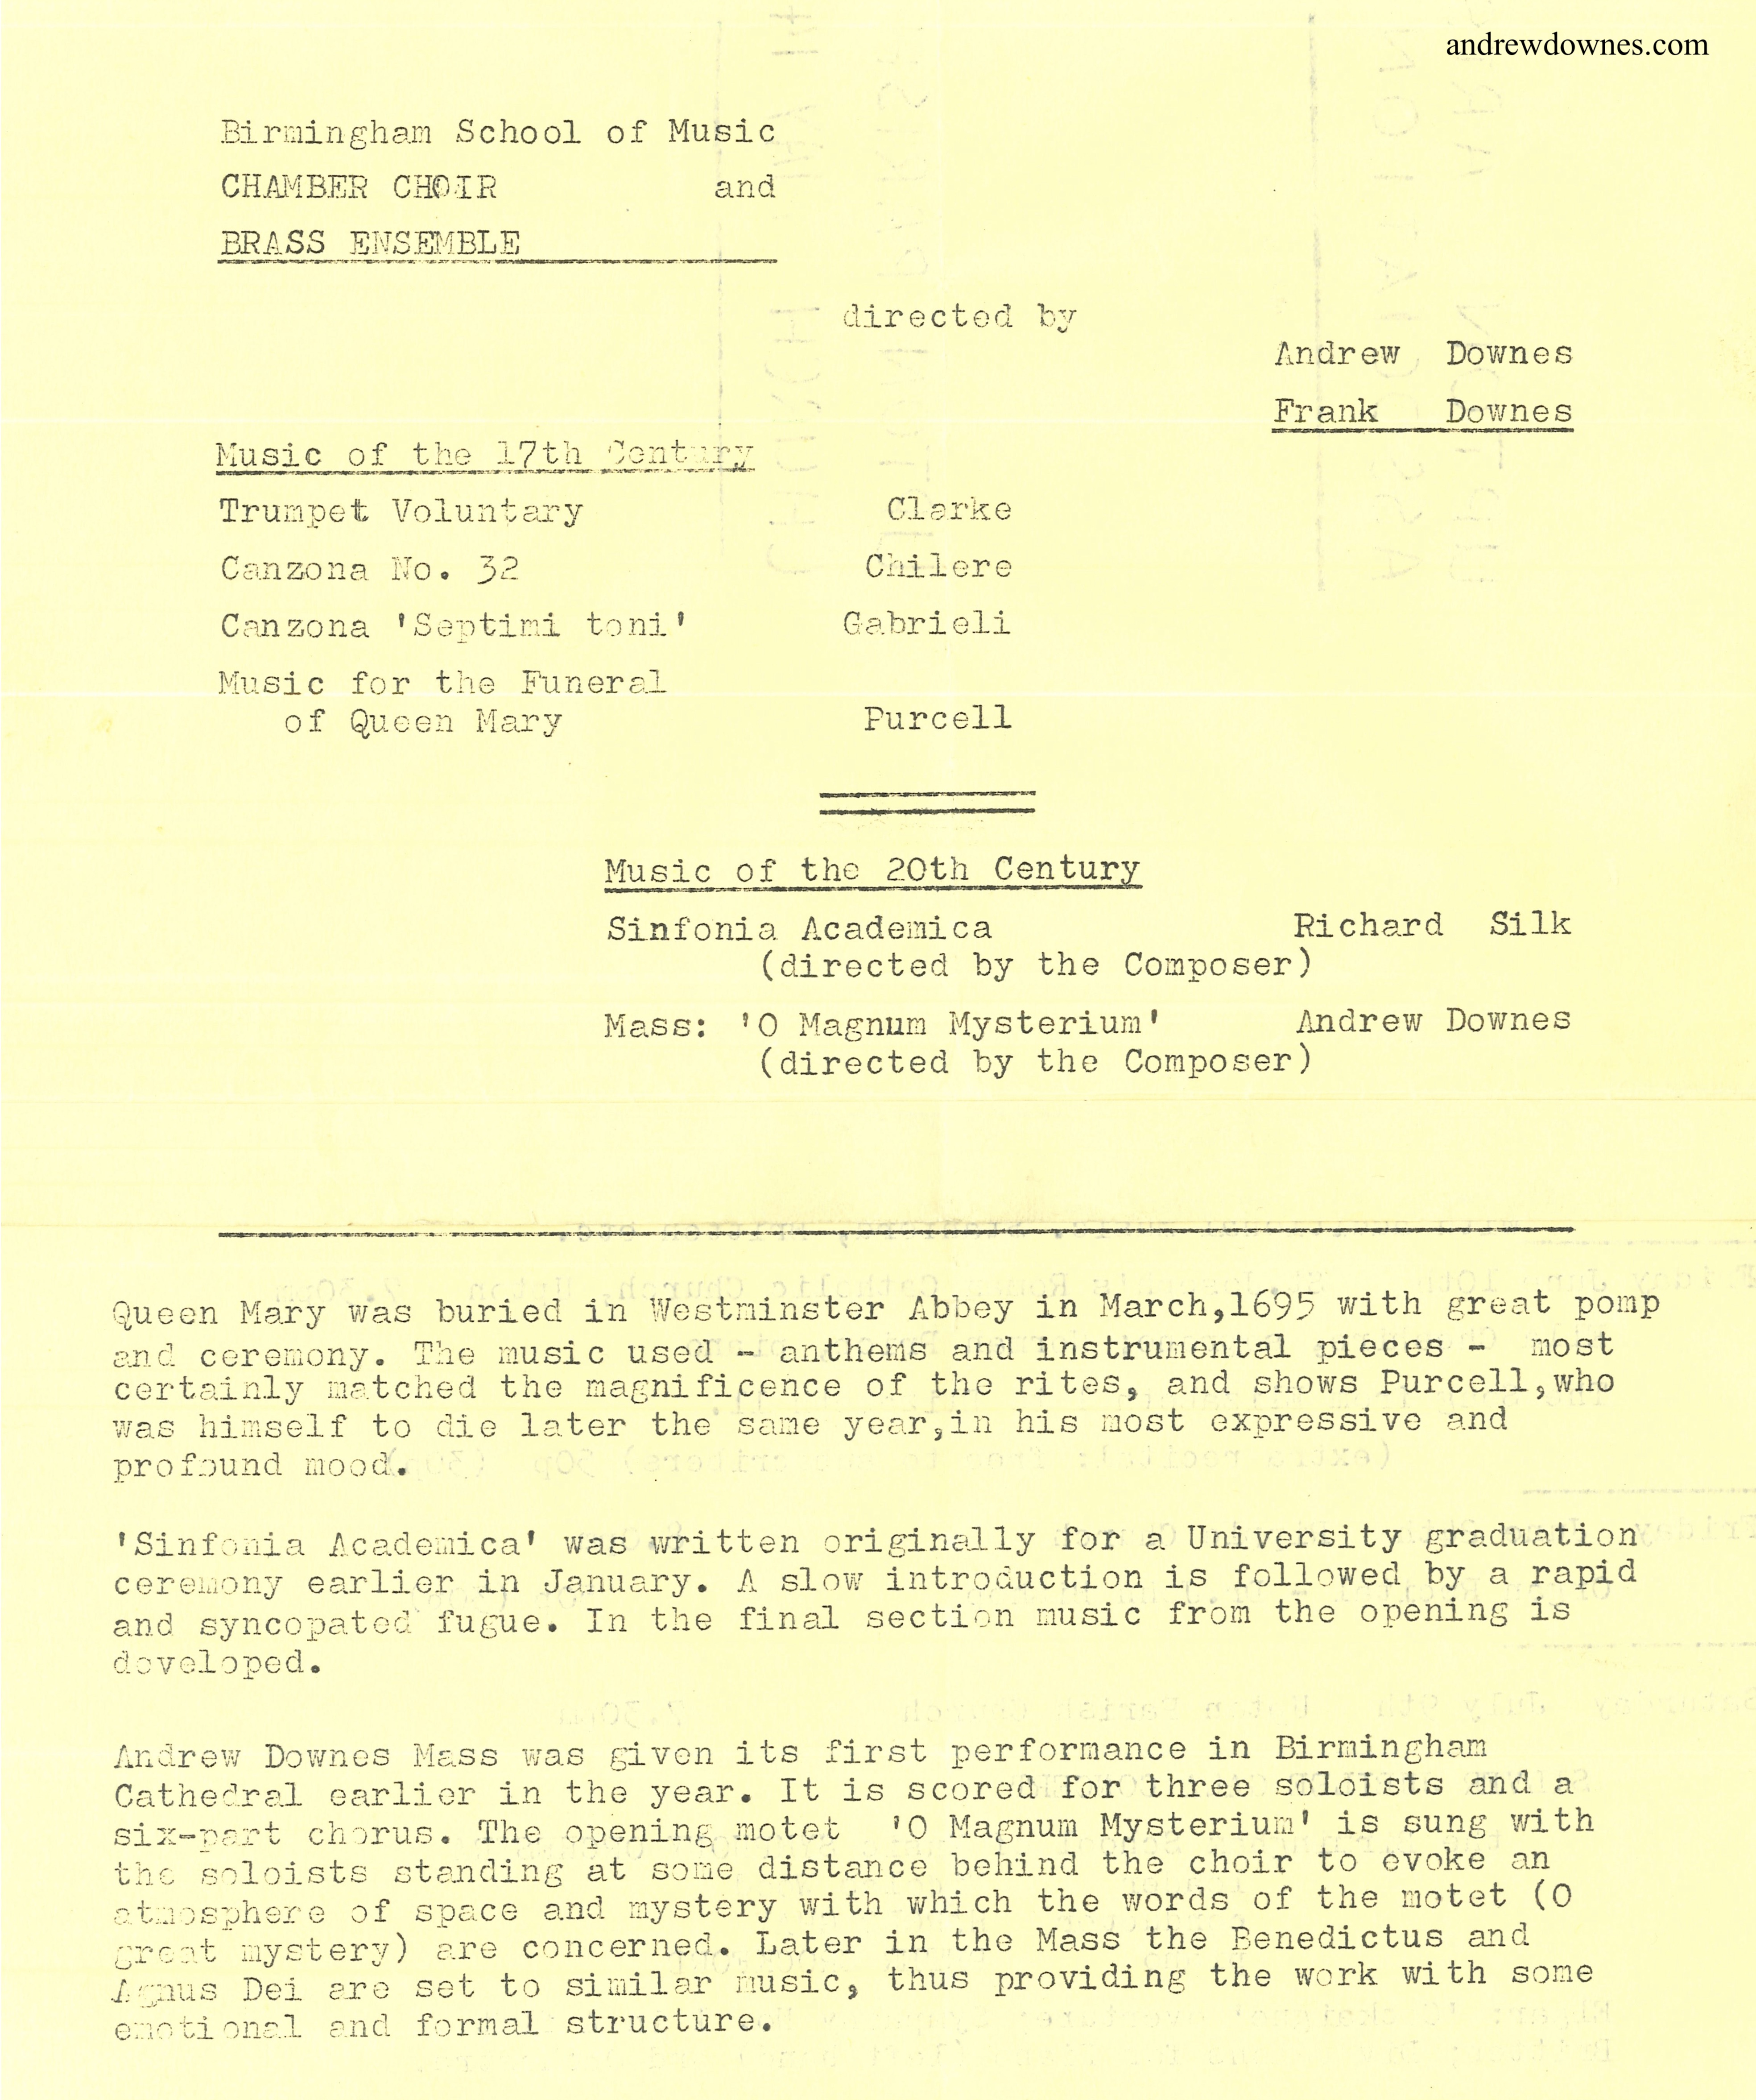 andrewdownes.com
Birmingham School of Music
CHAMBER CHOIR and
BRASS ENSEMBLE
directed by
Andrew Downes
Frank Downes
Music of the 17th Century
Trumpet Voluntary Clarke
Canzona No. 32 Chilere
Canzona 'Septimi toni' Gabrieli
Music for the Funeral
of Queen Mary Purcell
Music of the 20th Century
Sinfonia Academica Richard Silk
(directed by the Composer)
Mass: 'O Magnum Mysterium' Andrew Downes
(directed by the Composer)
Queen Mary was buried in Westminster Abbey in March,1695 with great pomp
and ceremony. The music used - anthems and instrumental pieces - most
certainly matched the magnificence of the rites, and shows Purcell,who
was himself to die later the same year,in his most expressive and
profound mood.
'Sinfonia Academica' was written originally for a University graduation
ceremony earlier in January. A slow introduction is followed by a rapid
and syncopated fugue. In the final section music from the opening is
developed.
Andrew Downes Mass was given its first performance in Birmingham
Cathedral earlier in the year. It is scored for three soloists and a
six-part chorus. The opening motet 'O Magnum Mysterium' is sung with
the soloists standing at some distance behind the choir to evoke an
atmosphere of space and mystery with which the words of the motet (O
great mystery) are concerned. Later in the Mass the Benedictus and
Agnus Dei are set to similar music, thus providing the work with some
emotional and formal structure.